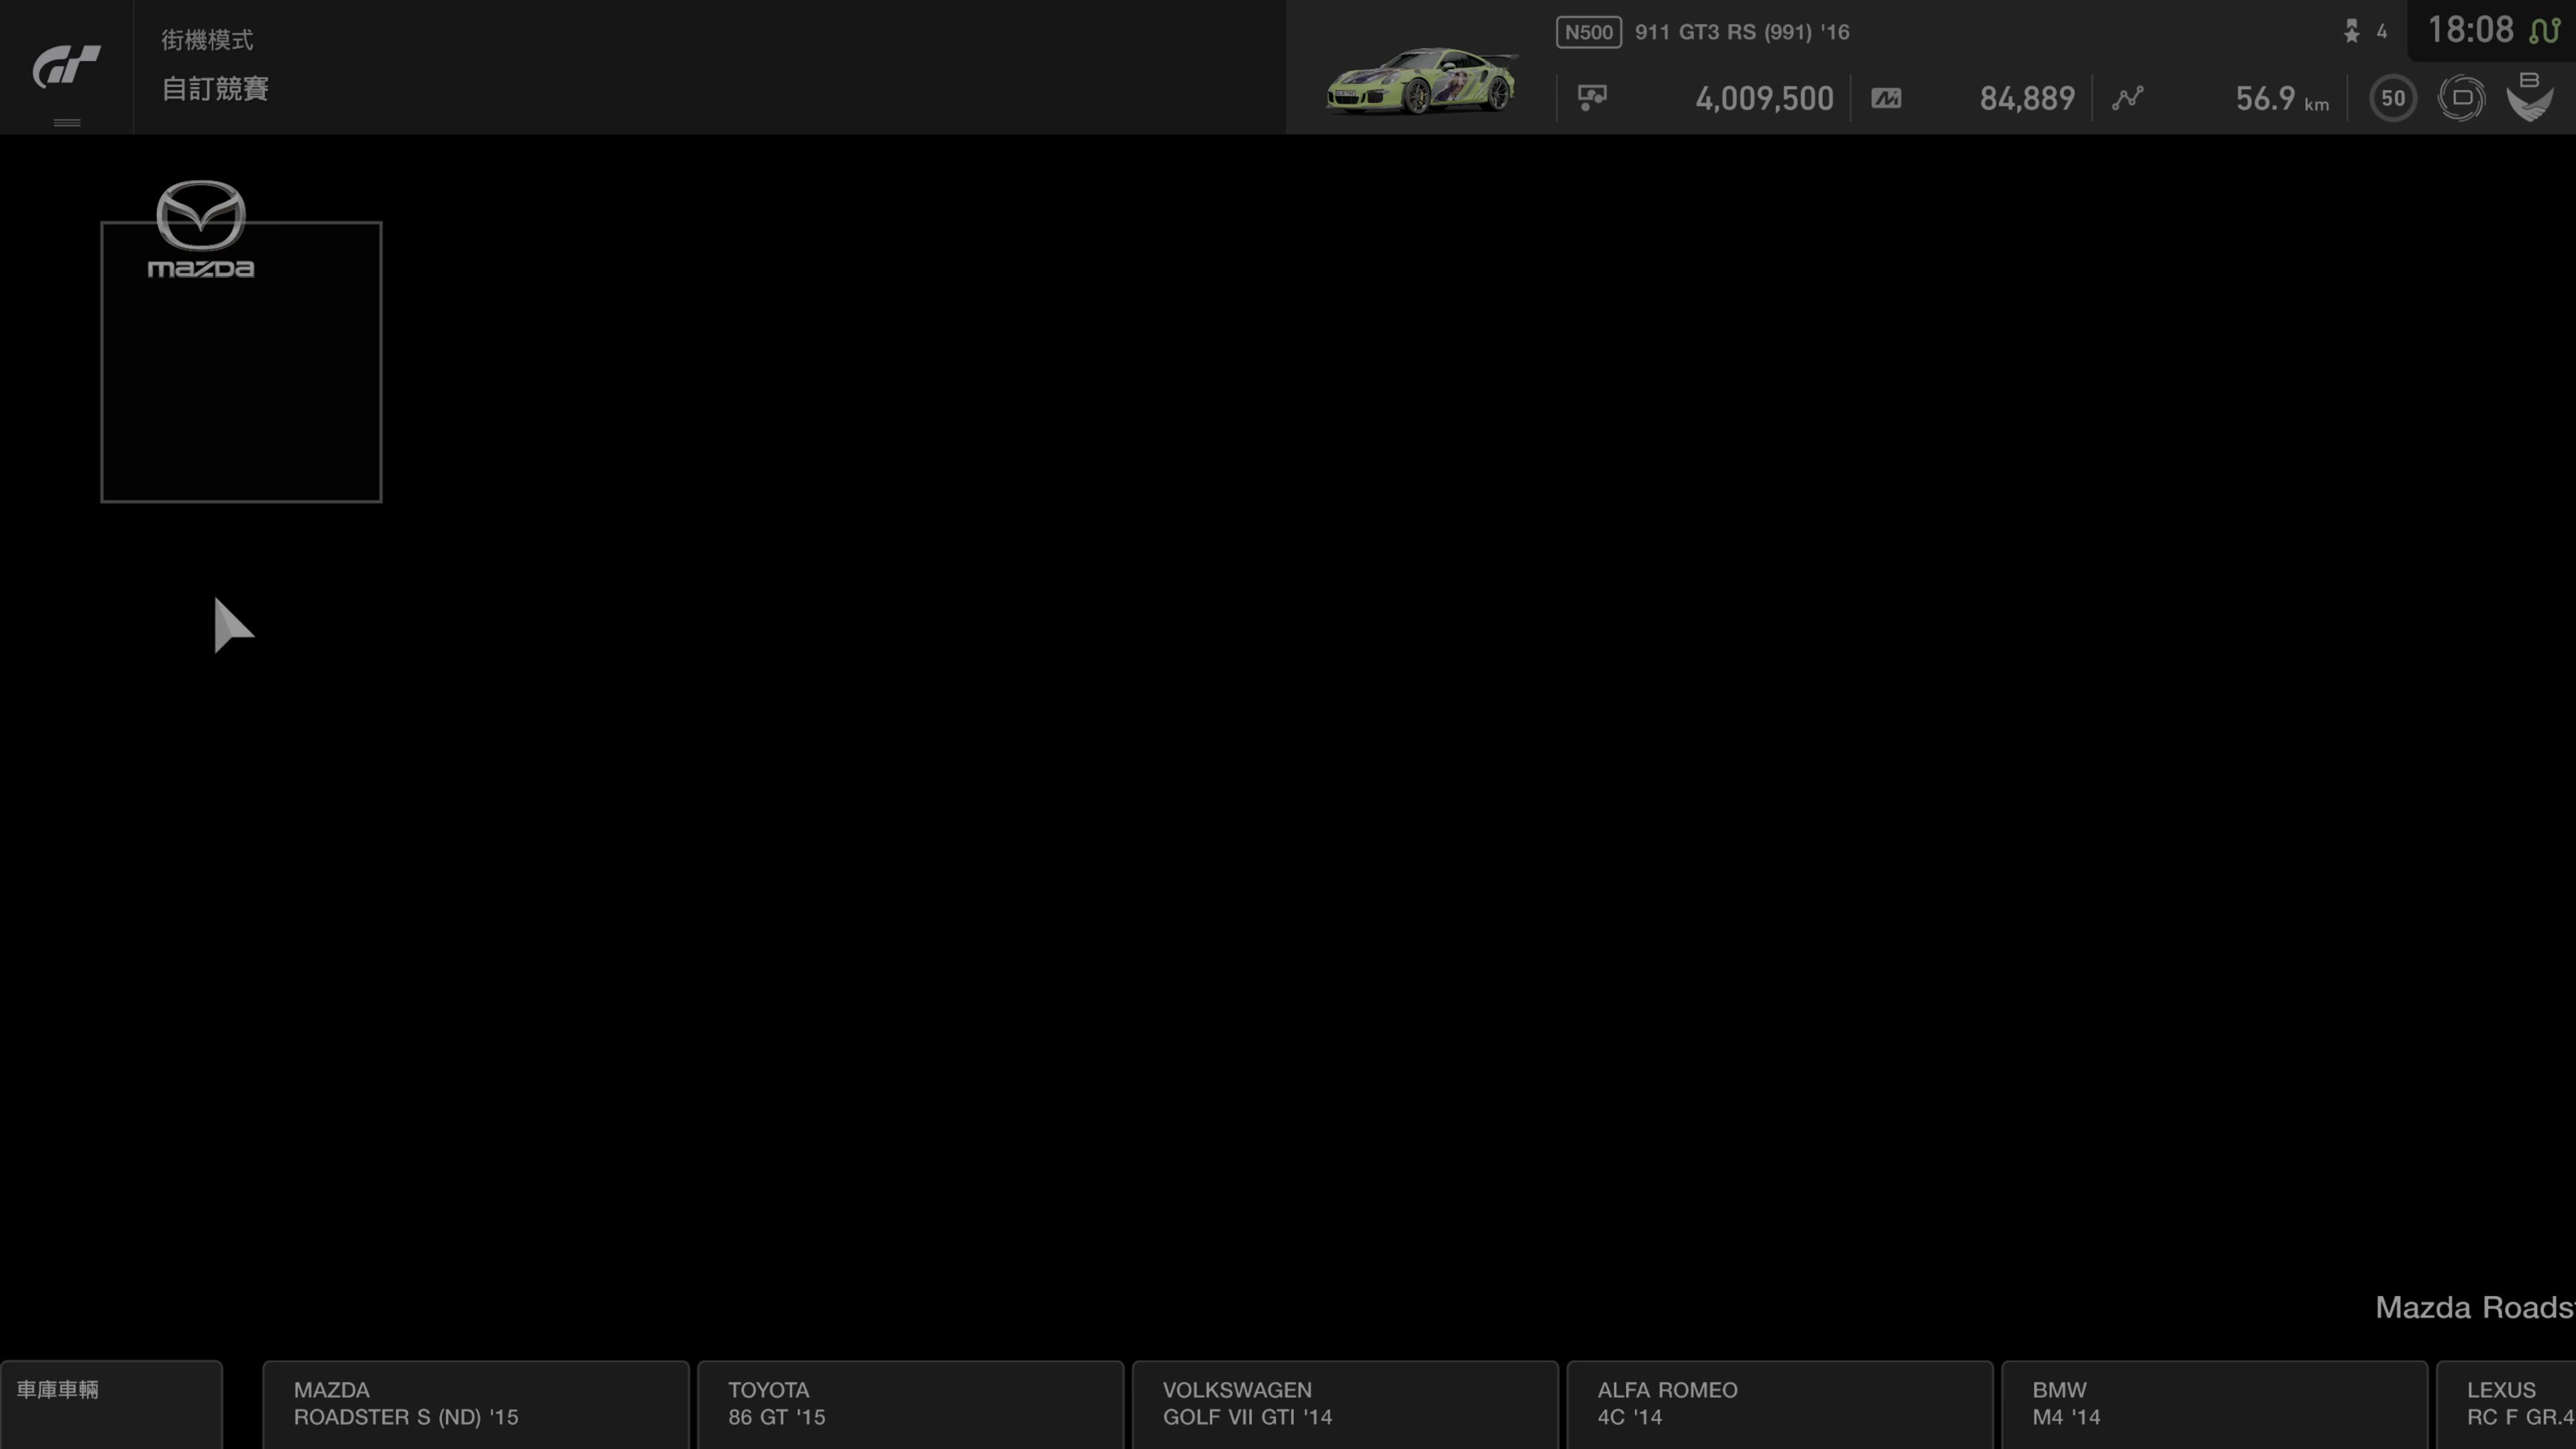 街機模式
自訂競賽
N500 911 GT3 RS (991) '16
4
18:08
4,009,500
84,889
56.9 km
50
D
B
mazda
Mazda Roads
車庫車輛
MAZDA
ROADSTER S (ND) '15
TOYOTA
86 GT '15
VOLKSWAGEN
GOLF VII GTI '14
ALFA ROMEO
4C '14
BMW
M4 '14
LEXUS
RC F GR.4